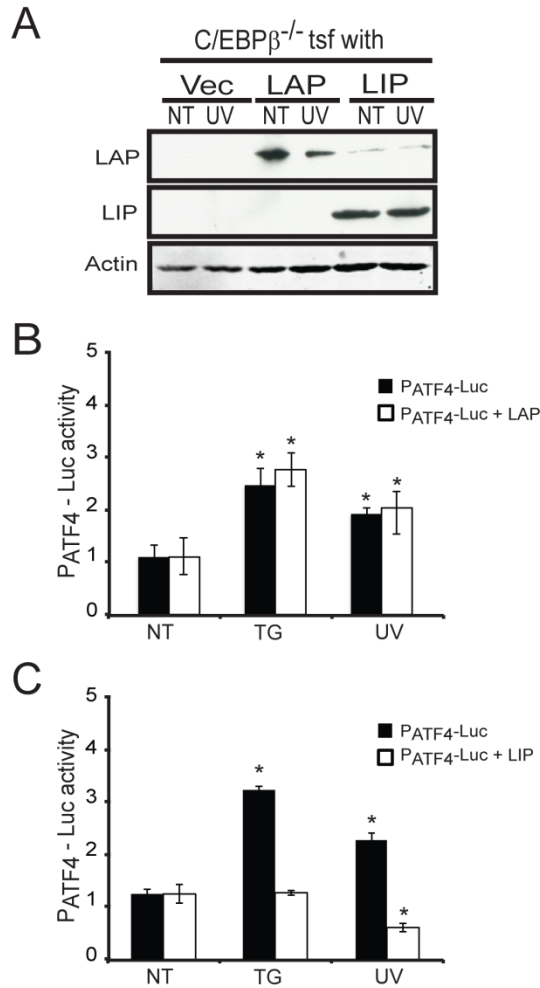 A
C/EBPβ-/- tsf with
Vec LAP LIP
NT UV NT UV NT UV
LAP
LIP
Actin
B
PATF4 - Luc activity
5
4
3
2
1
0
PATF4-Luc
PATF4-Luc + LAP
* * * *
NT TG UV
C
PATF4 - Luc activity
5
4
3
2
1
0
PATF4-Luc
PATF4-Luc + LIP
* * *
NT TG UV